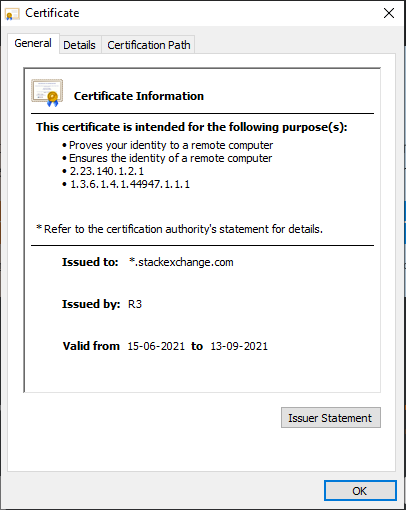 Certificate
General Details Certification Path
Certificate Information
This certificate is intended for the following purpose(s):
• Proves your identity to a remote computer
• Ensures the identity of a remote computer
• 2.23.140.1.2.1
• 1.3.6.1.4.1.44947.1.1.1
* Refer to the certification authority's statement for details.
Issued to: *.stackexchange.com
Issued by: R3
Valid from 15-06-2021 to 13-09-2021
Issuer Statement
OK